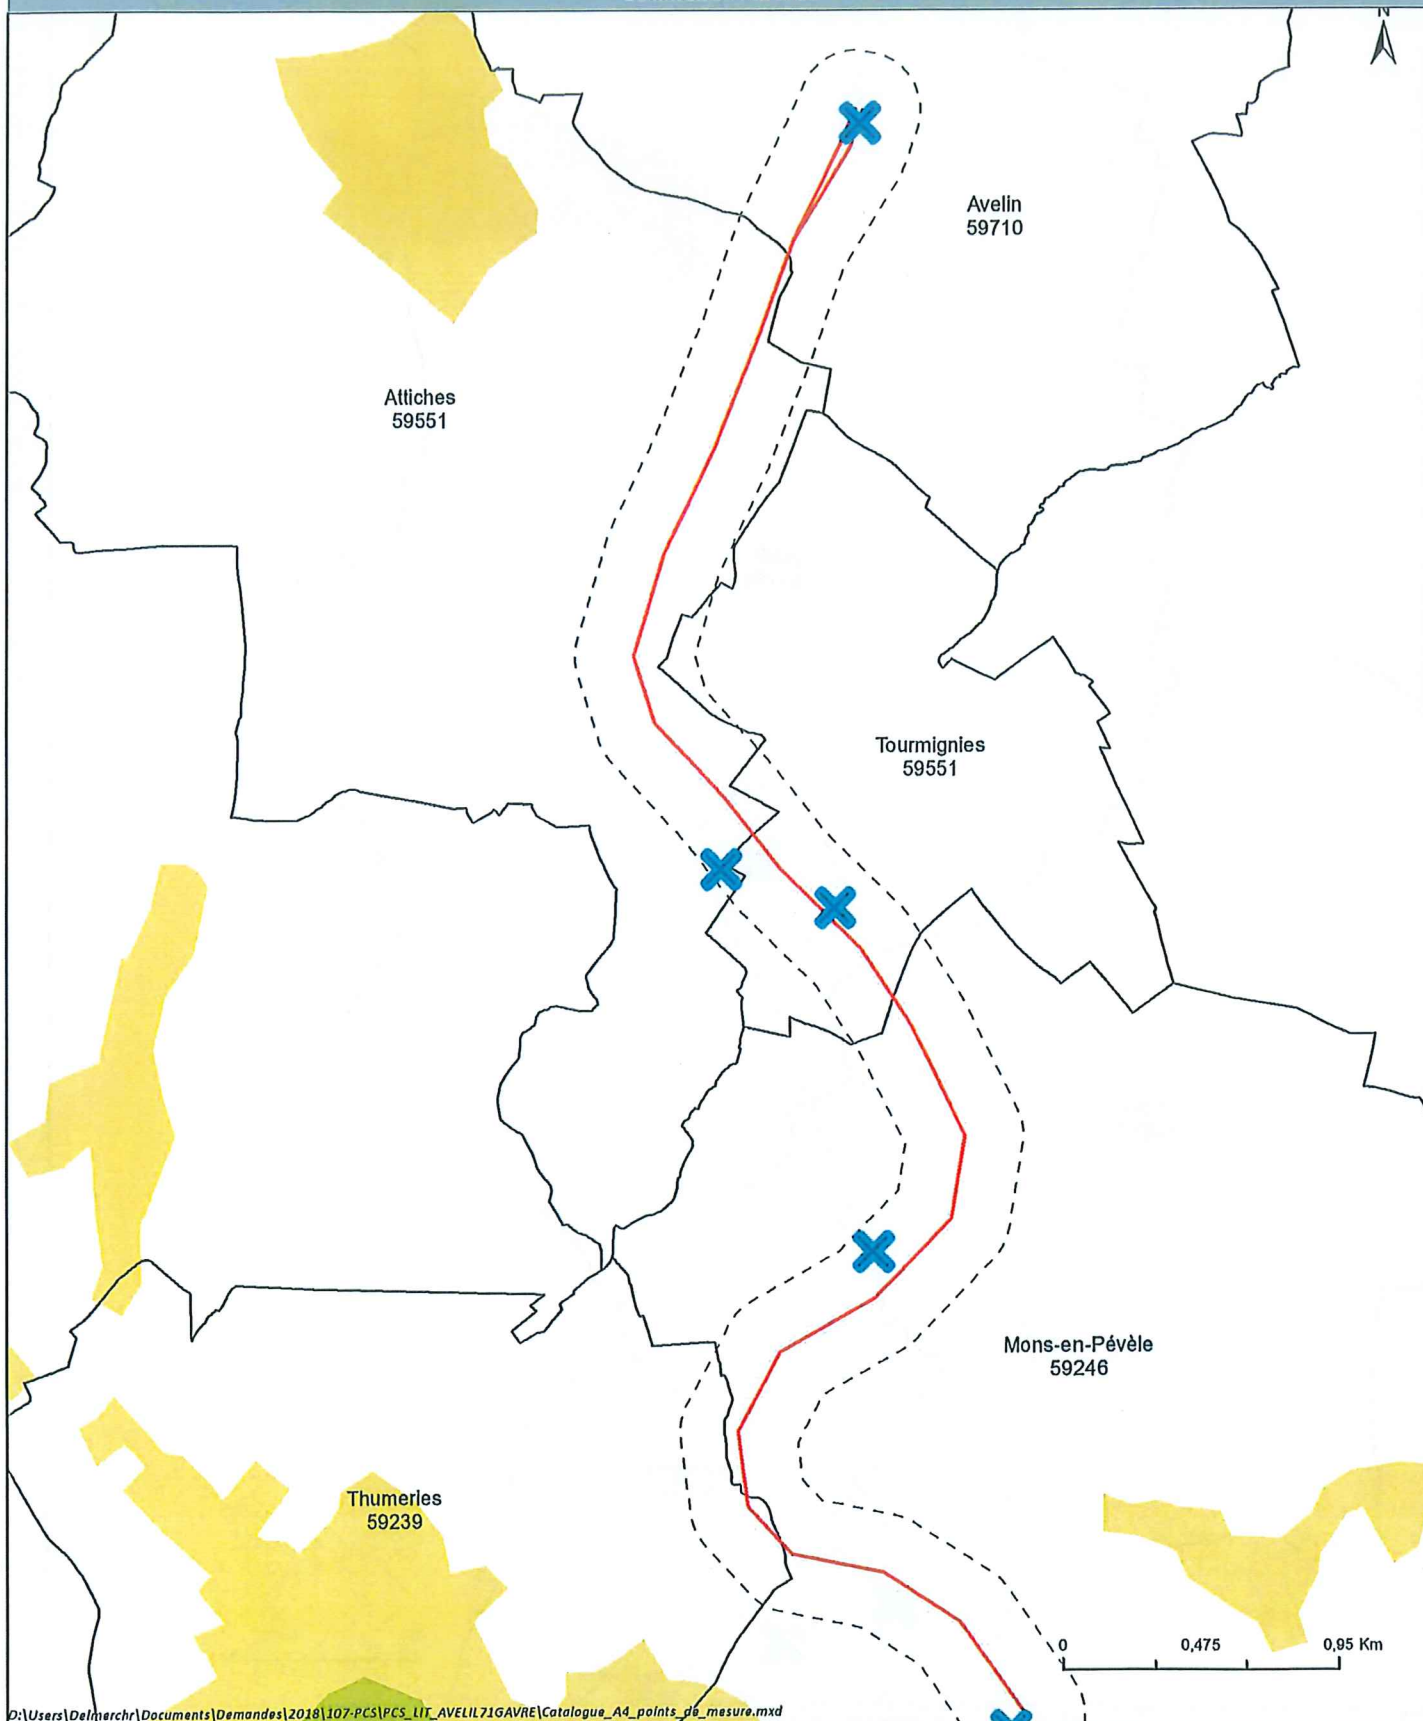 N
Avelin
59710
Attiches
59551
Tourmignies
59551
Mons-en-Pévèle
59246
Thumeries
59239
0 0,475 0,95 Km
D:\Users\Delmerchr\Documents\Demandes\2018\107-PCS\PCS_LIT_AVELIL71GAVRE\Catalogue_A4_points_de_mesure.mxd